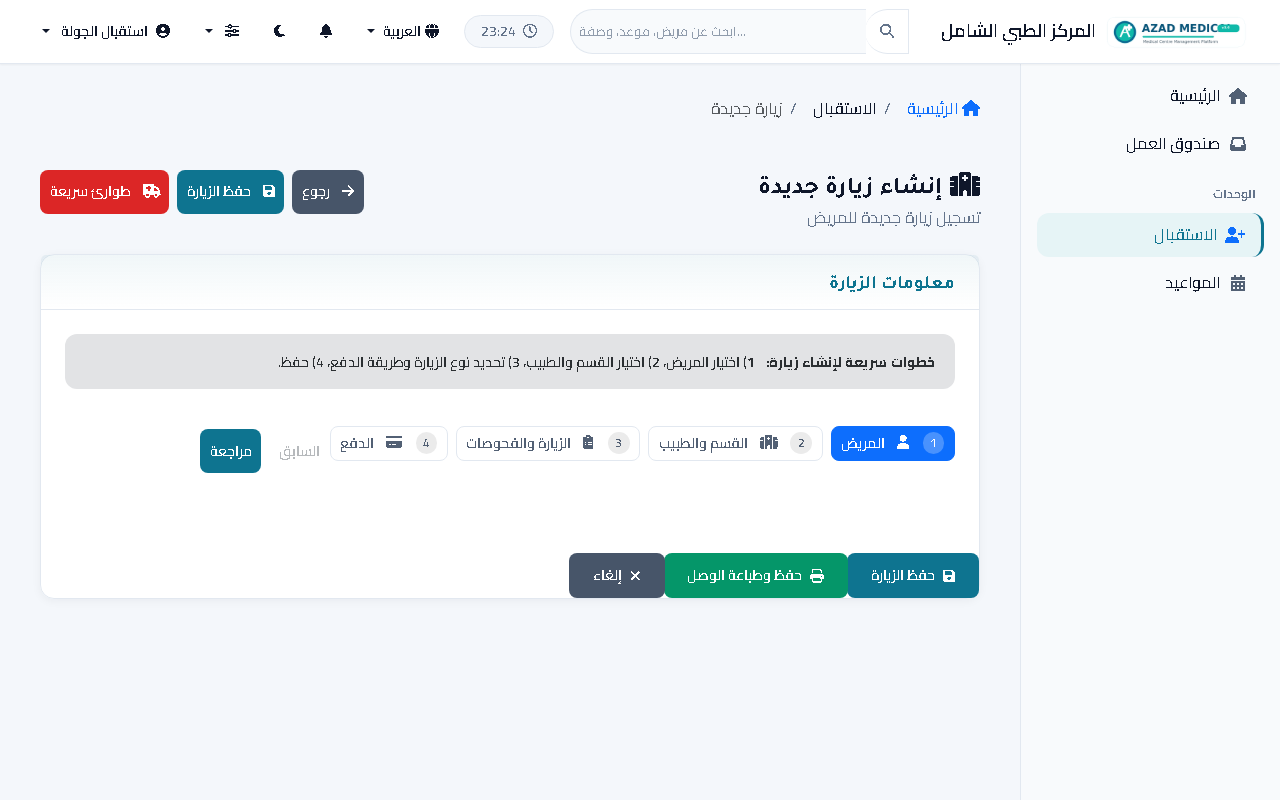 AZAD MEDIC
Medical Centre Management Platform
المركز الطبي الشامل
ابحث عن مريض، موعد، وصفة...
23:24
العربية
استقبال الجولة
الرئيسية
صندوق العمل
الوحدات
الاستقبال
المواعيد
الرئيسية / الاستقبال / زيارة جديدة
إنشاء زيارة جديدة
تسجيل زيارة جديدة للمريض
رجوع
حفظ الزيارة
طوارئ سريعة
معلومات الزيارة
خطوات سريعة لإنشاء زيارة: 1) اختيار المريض، 2) اختيار القسم والطبيب، 3) تحديد نوع الزيارة وطريقة الدفع، 4) حفظ.
1 المريض
2 القسم والطبيب
3 الزيارة والفحوصات
4 الدفع
السابق
مراجعة
حفظ الزيارة
حفظ وطباعة الوصل
إلغاء